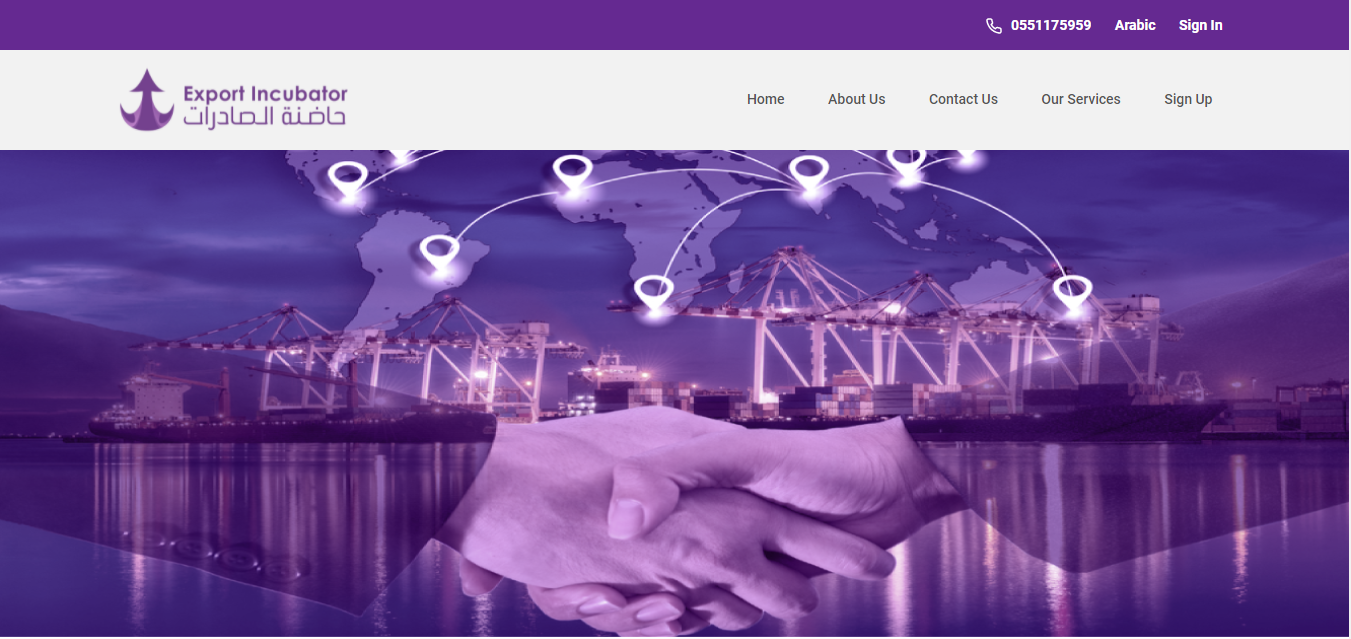 0551175959 Arabic Sign In
Export Incubator
حاضنة الصادرات
Home About Us Contact Us Our Services Sign Up